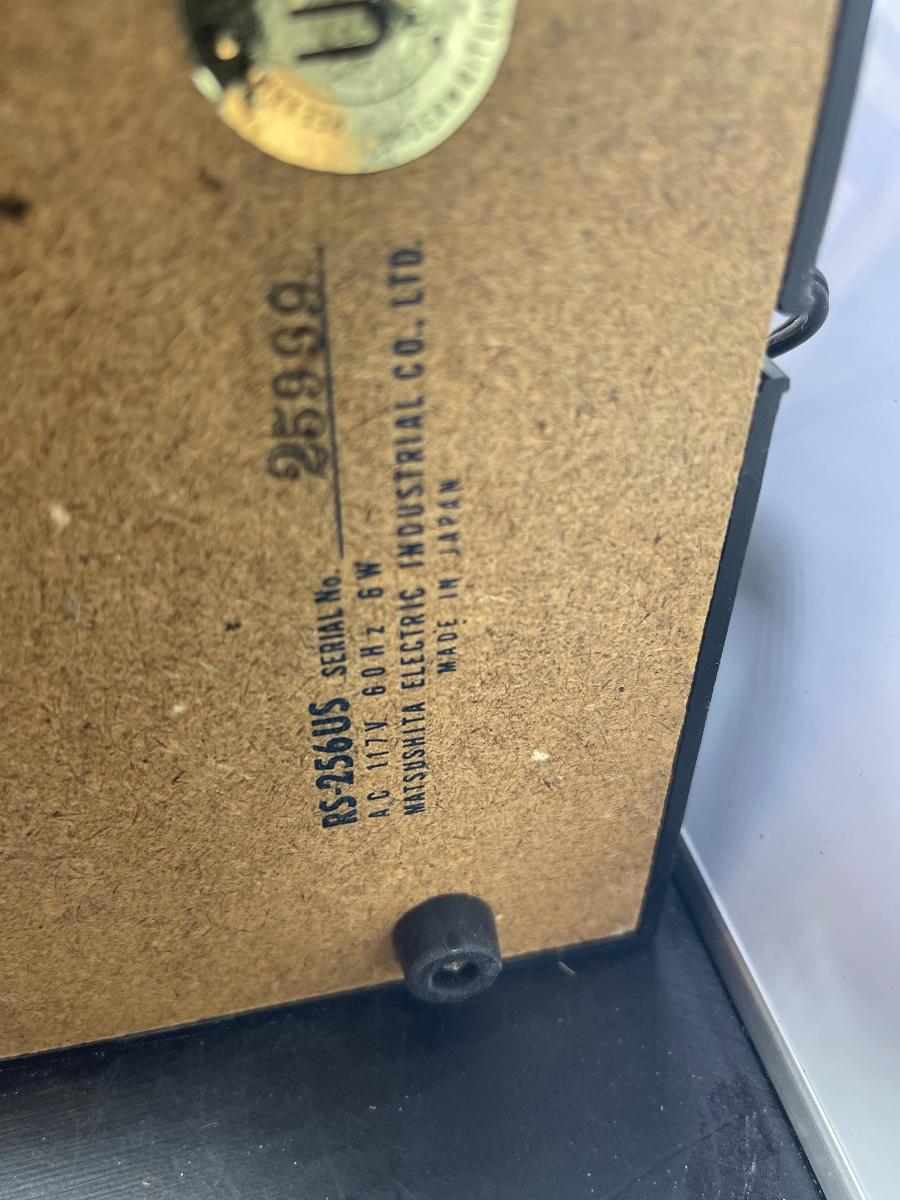 U
25999
RS-256US SERIAL No.
AC 117V 60Hz 6W
MATSUSHITA ELECTRIC INDUSTRIAL CO., LTD.
MADE IN JAPAN